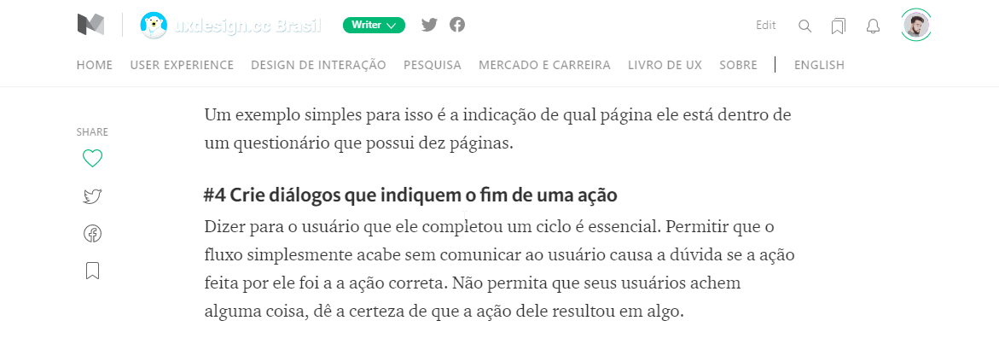 uxdesign.cc Brasil
Writer
Edit
HOME USER EXPERIENCE DESIGN DE INTERAÇÃO PESQUISA MERCADO E CARREIRA LIVRO DE UX SOBRE ENGLISH
SHARE
Um exemplo simples para isso é a indicação de qual página ele está dentro de
um questionário que possui dez páginas.
#4 Crie diálogos que indiquem o fim de uma ação
Dizer para o usuário que ele completou um ciclo é essencial. Permitir que o
fluxo simplesmente acabe sem comunicar ao usuário causa a dúvida se a ação
feita por ele foi a a ação correta. Não permita que seus usuários achem
alguma coisa, dê a certeza de que a ação dele resultou em algo.